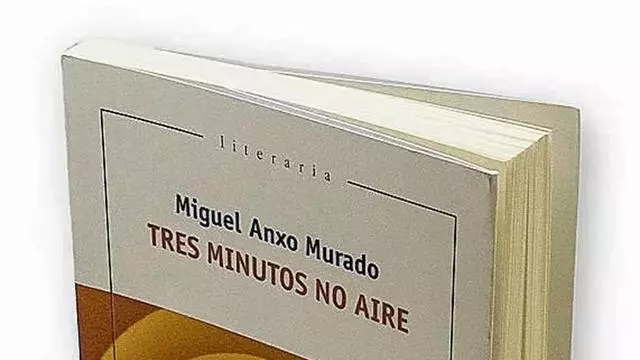 literaria
Miguel Anxo Murado
TRES MINUTOS NO AIRE